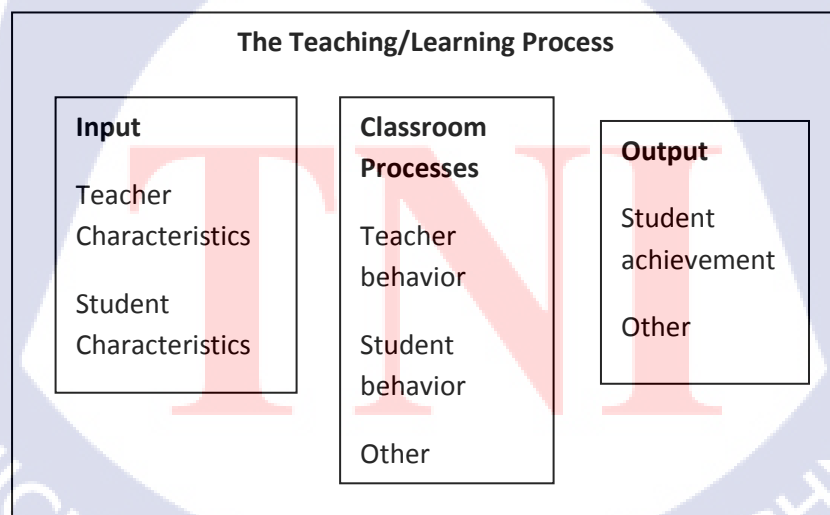 The Teaching/Learning Process
Input
Teacher
Characteristics
Student
Characteristics
Classroom
Processes
Teacher
behavior
Student
behavior
Other
Output
Student
achievement
Other
TNI